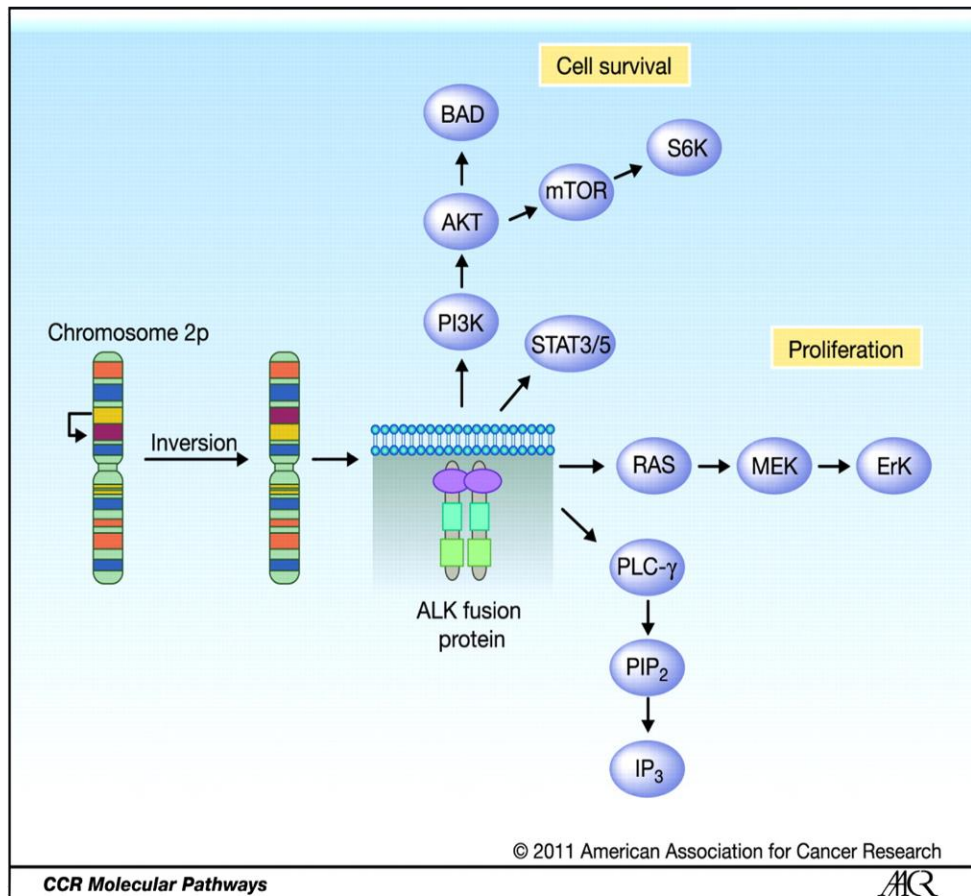 Cell survival
BAD
S6K
mTOR
AKT
PI3K
STAT3/5
Chromosome 2p
Proliferation
Inversion
RAS
MEK
ErK
PLC-γ
ALK fusion
protein
PIP₂
IP₃
© 2011 American Association for Cancer Research
CCR Molecular Pathways
AACR